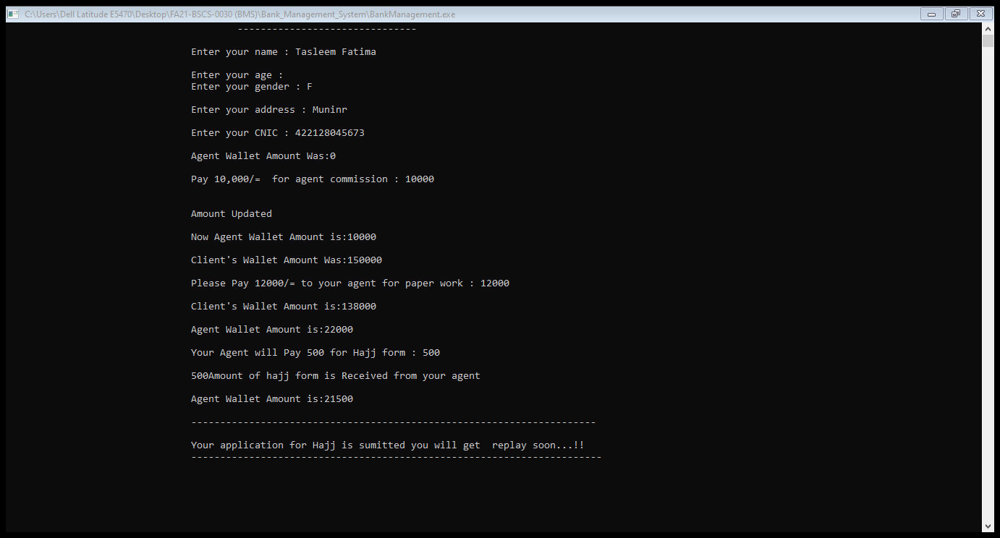 C:\Users\Dell Latitude E5470\Desktop\FA21-BSCS-0030 (BMS)\Bank_Management_System\BankManagement.exe
-------------------------------
Enter your name : Tasleem Fatima
Enter your age :
Enter your gender : F
Enter your address : Muninr
Enter your CNIC : 422128045673
Agent Wallet Amount Was:0
Pay 10,000/=  for agent commission : 10000
Amount Updated
Now Agent Wallet Amount is:10000
Client's Wallet Amount Was:150000
Please Pay 12000/= to your agent for paper work : 12000
Client's Wallet Amount is:138000
Agent Wallet Amount is:22000
Your Agent will Pay 500 for Hajj form : 500
500Amount of hajj form is Received from your agent
Agent Wallet Amount is:21500
----------------------------------------------------------------------
Your application for Hajj is sumitted you will get  replay soon...!!
-----------------------------------------------------------------------